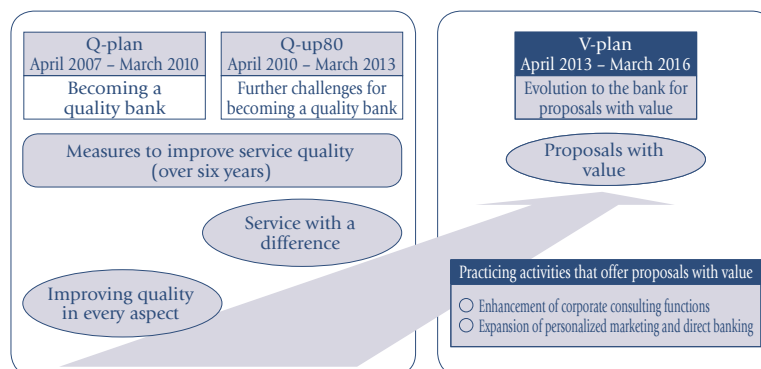 Q-plan
April 2007 – March 2010
Becoming a
quality bank
Q-up80
April 2010 – March 2013
Further challenges for
becoming a quality bank
Measures to improve service quality
(over six years)
Service with a
difference
Improving quality
in every aspect
V-plan
April 2013 – March 2016
Evolution to the bank for
proposals with value
Proposals with
value
Practicing activities that offer proposals with value
○ Enhancement of corporate consulting functions
○ Expansion of personalized marketing and direct banking